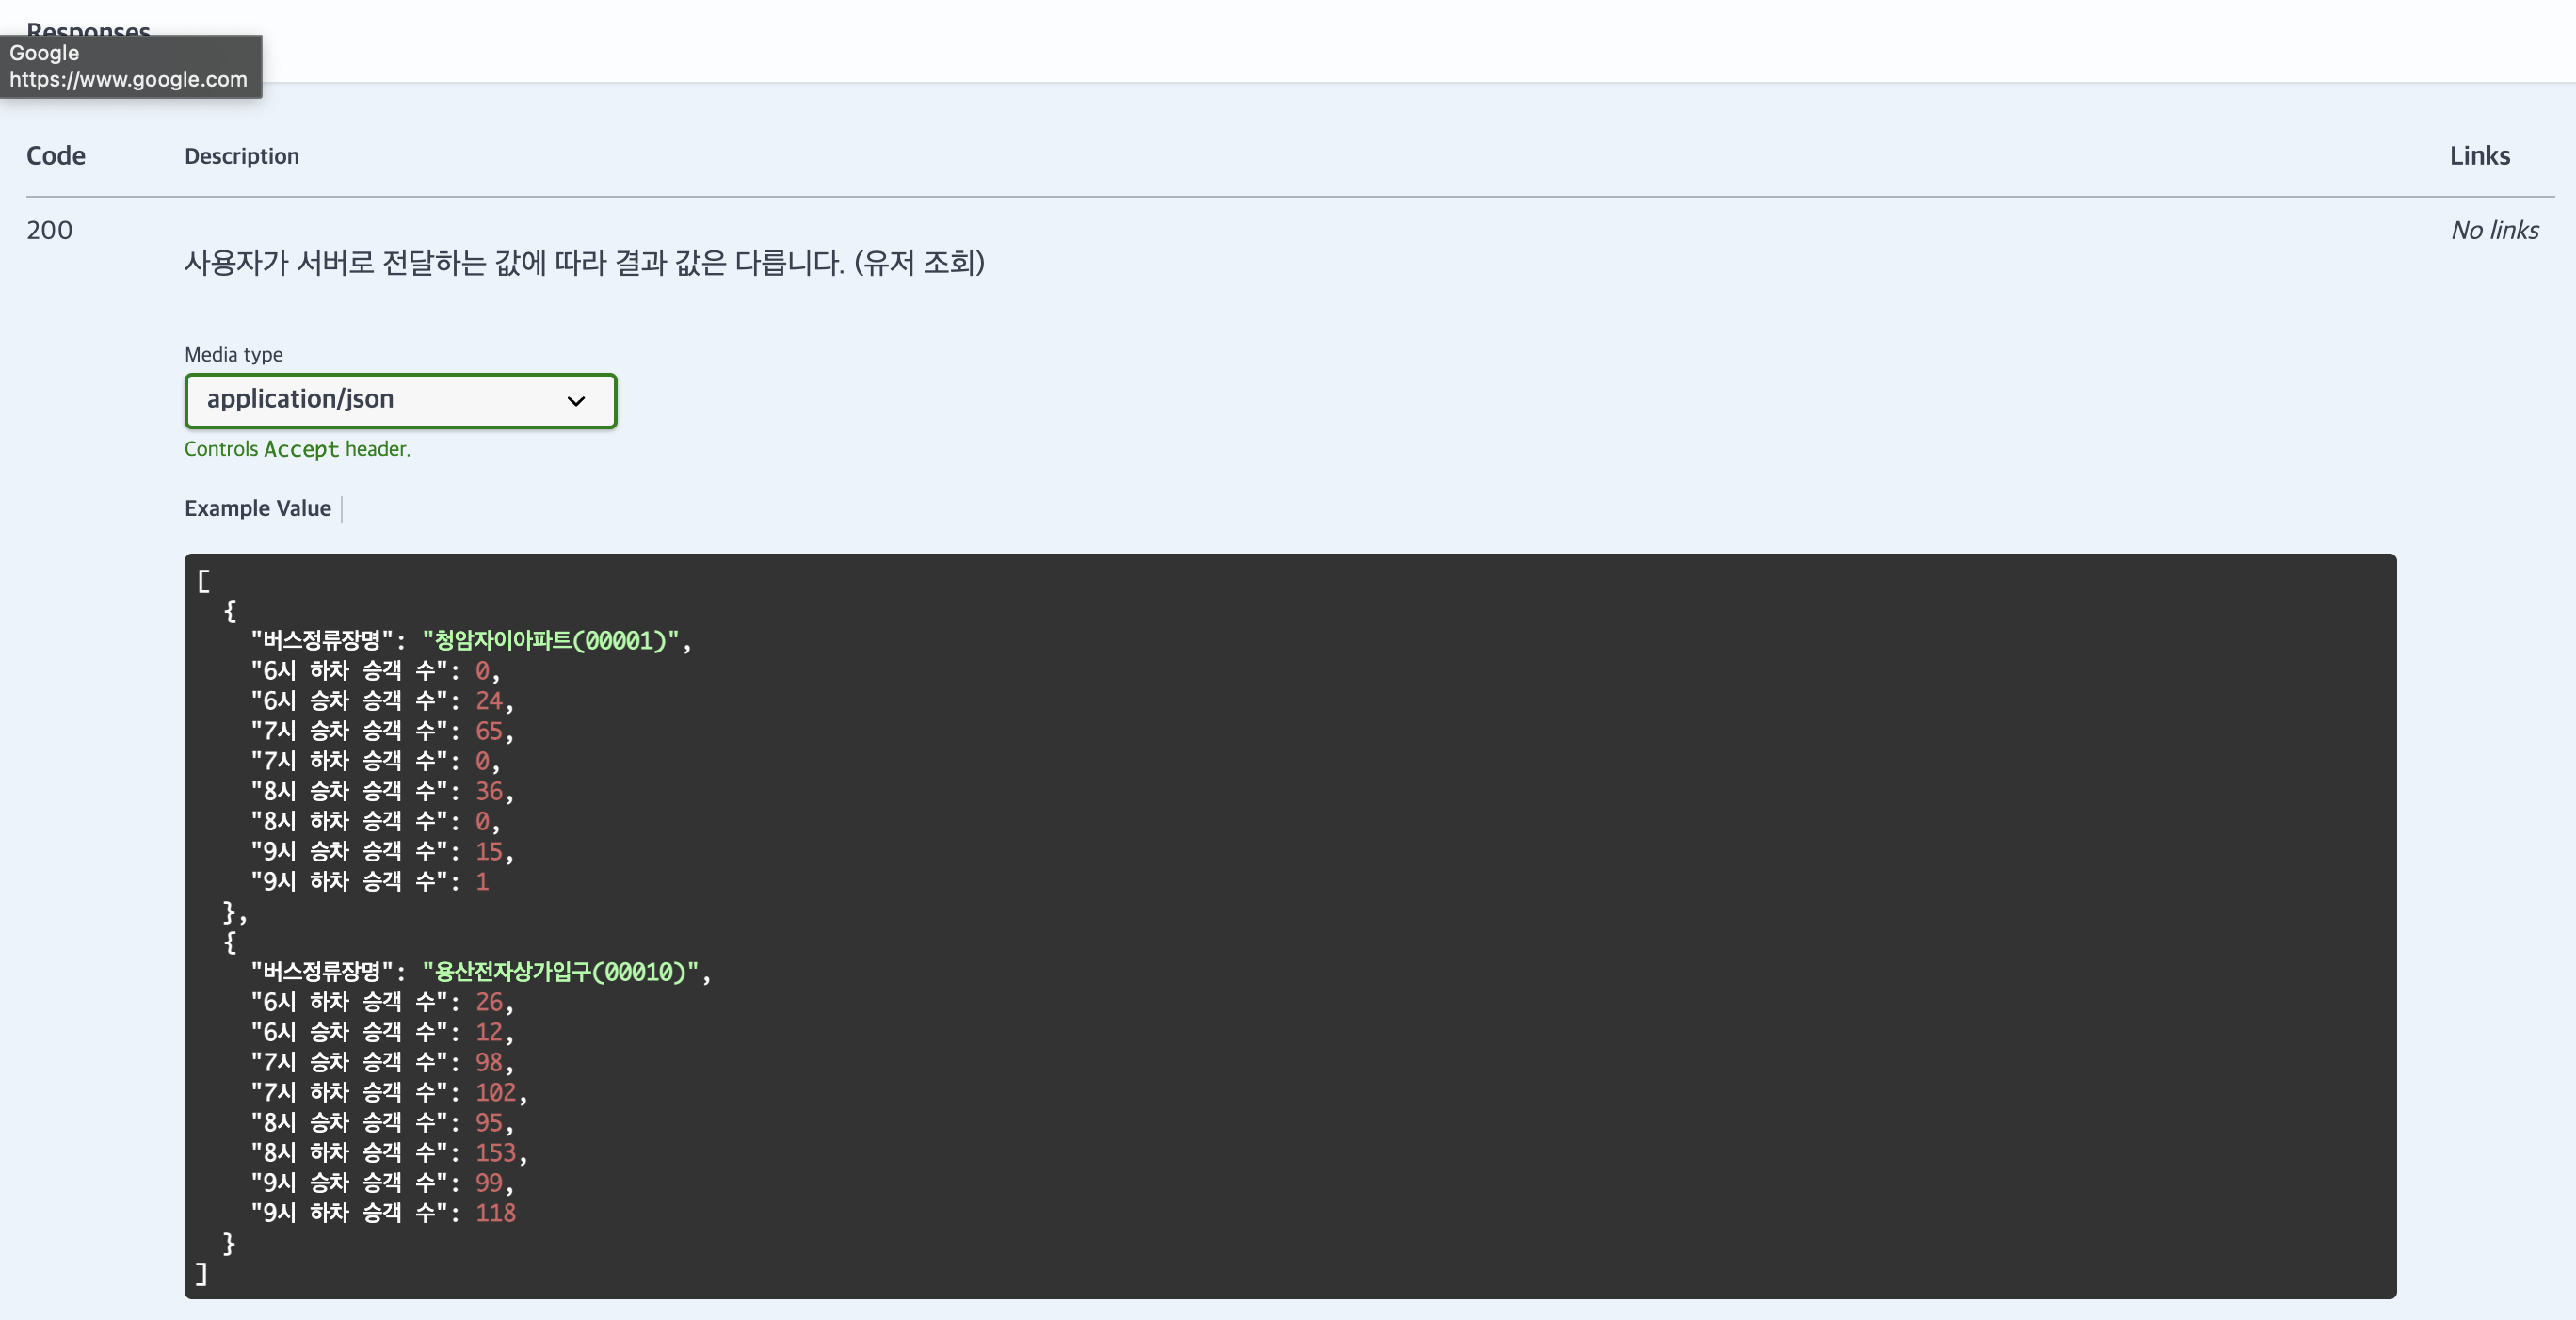 Responses
Google
https://www.google.com
Code Description Links
200 No links
사용자가 서버로 전달하는 값에 따라 결과 값은 다릅니다. (유저 조회)
Media type
application/json
Controls Accept header.
Example Value
[
{
"버스정류장명": "청암자이아파트(00001)",
"6시 하차 승객 수": 0,
"6시 승차 승객 수": 24,
"7시 승차 승객 수": 65,
"7시 하차 승객 수": 0,
"8시 승차 승객 수": 36,
"8시 하차 승객 수": 0,
"9시 승차 승객 수": 15,
"9시 하차 승객 수": 1
},
{
"버스정류장명": "용산전자상가입구(00010)",
"6시 하차 승객 수": 26,
"6시 승차 승객 수": 12,
"7시 승차 승객 수": 98,
"7시 하차 승객 수": 102,
"8시 승차 승객 수": 95,
"8시 하차 승객 수": 153,
"9시 승차 승객 수": 99,
"9시 하차 승객 수": 118
}
]